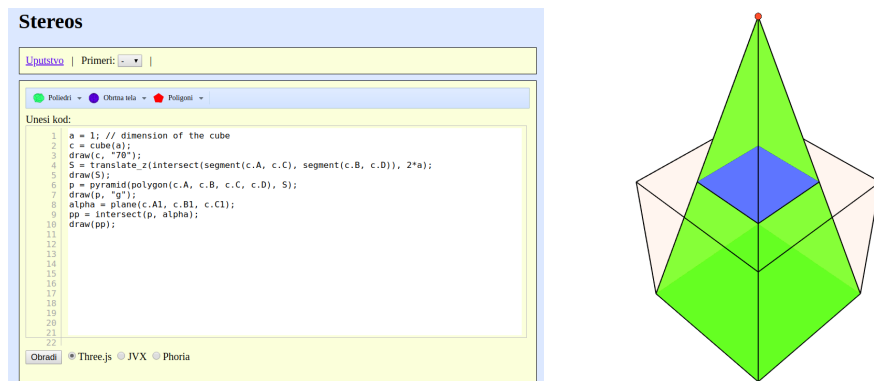 Stereos
Uputstvo | Primeri: - |
Poliedri Obrtna tela Poligoni
Unesi kod:
1 a = 1; // dimension of the cube
2 c = cube(a);
3 draw(c, "70");
4 S = translate_z(intersect(segment(c.A, c.C), segment(c.B, c.D)), 2*a);
5 draw(S);
6 p = pyramid(polygon(c.A, c.B, c.C, c.D), S);
7 draw(p, "g");
8 alpha = plane(c.A1, c.B1, c.C1);
9 pp = intersect(p, alpha);
10 draw(pp);
11
12
13
14
15
16
17
18
19
20
21
22
Obradi Three.js JVX Phoria